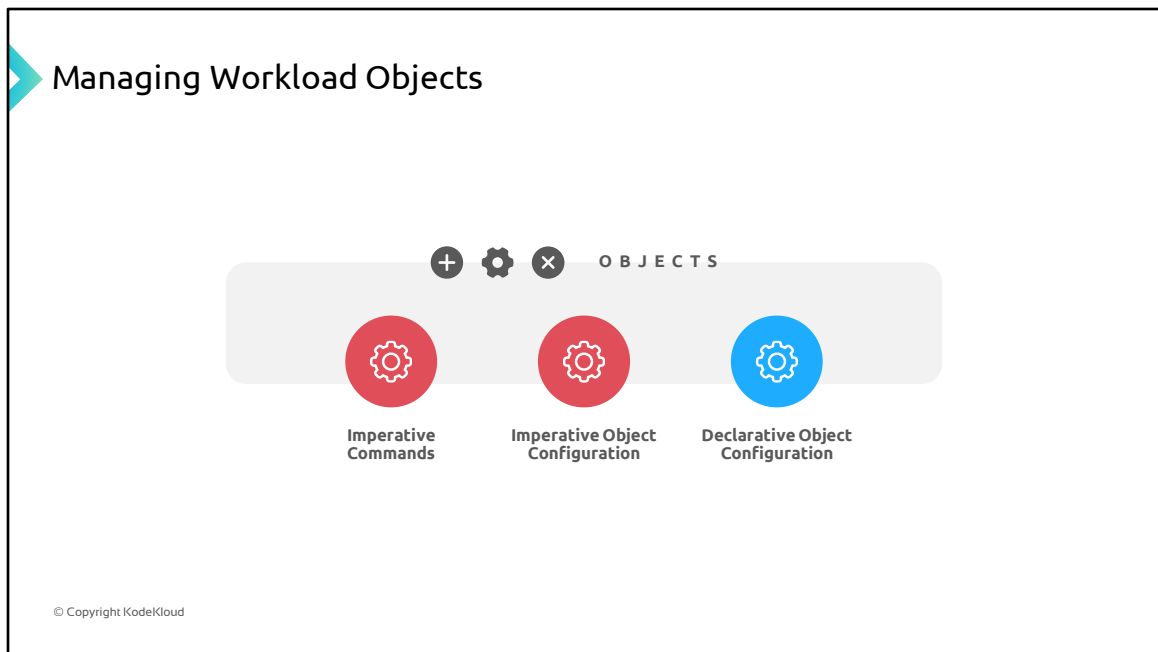 Managing Workload Objects
OBJECTS
Imperative
Commands
Imperative Object
Configuration
Declarative Object
Configuration
© Copyright KodeKloud